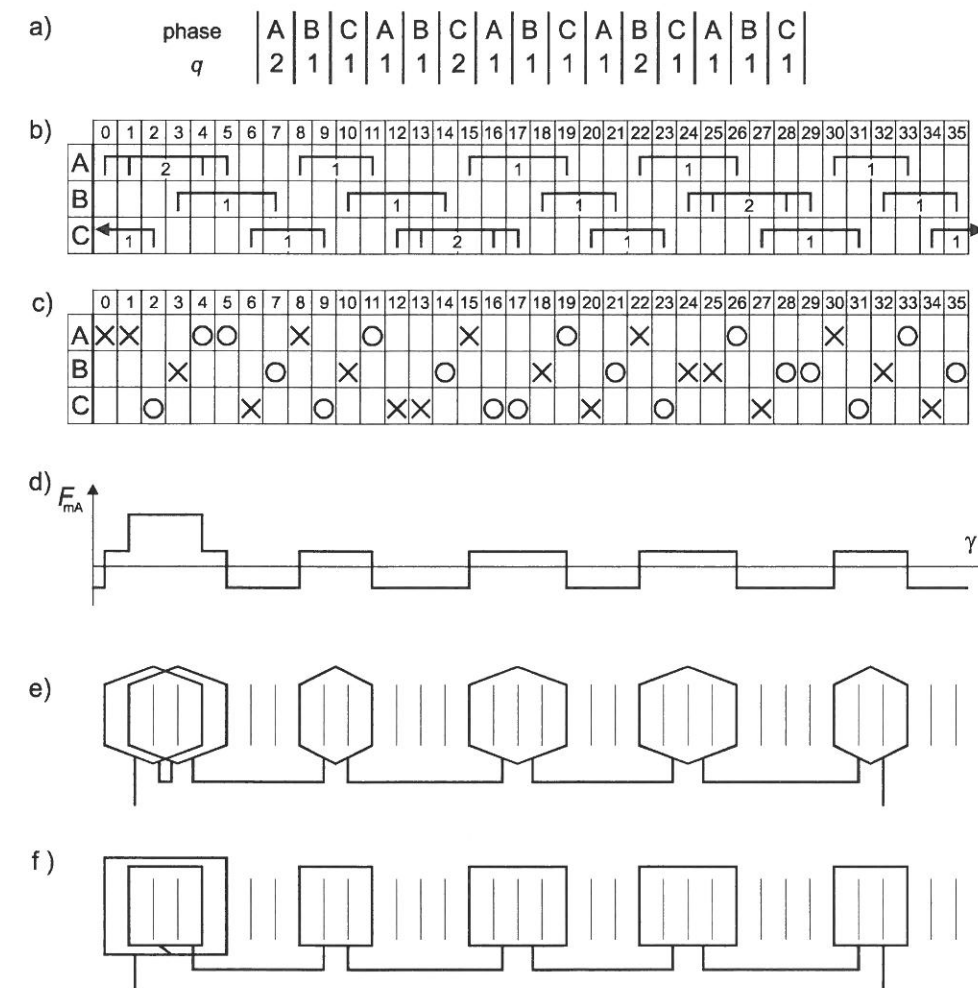 a) phase A B C A B C A B C A B C A B C
q 2 1 1 1 1 2 1 1 1 1 2 1 1 1 1
b) 0 1 2 3 4 5 6 7 8 9 10 11 12 13 14 15 16 17 18 19 20 21 22 23 24 25 26 27 28 29 30 31 32 33 34 35
A 2 1 1 1 1
B 1 1 1 2 1
C 1 1 2 1 1 1
c) 0 1 2 3 4 5 6 7 8 9 10 11 12 13 14 15 16 17 18 19 20 21 22 23 24 25 26 27 28 29 30 31 32 33 34 35
A
B
C
d) FmA
γ
e)
f)